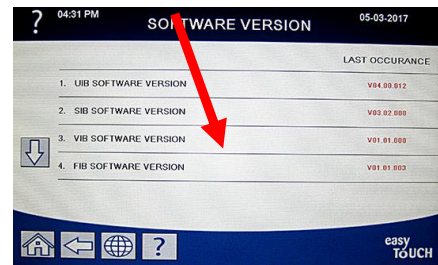 ? 04:31 PM SOFTWARE VERSION 05-03-2017
LAST OCCURANCE
1. UIB SOFTWARE VERSION V04.00.012
2. SIB SOFTWARE VERSION V03.02.000
3. VIB SOFTWARE VERSION V01.01.000
4. FIB SOFTWARE VERSION V01.01.003
?
easy
TOUCH